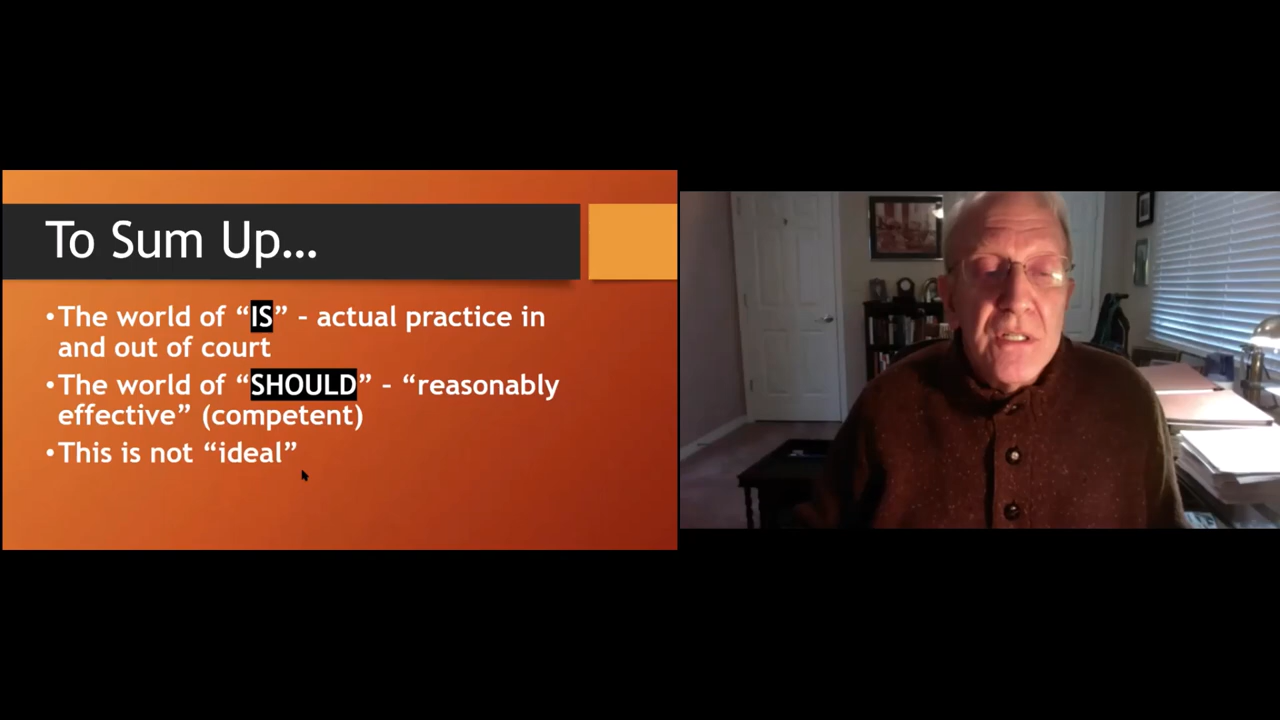 To Sum Up...
•The world of “IS” – actual practice in
and out of court
•The world of “SHOULD” – “reasonably
effective” (competent)
•This is not “ideal”